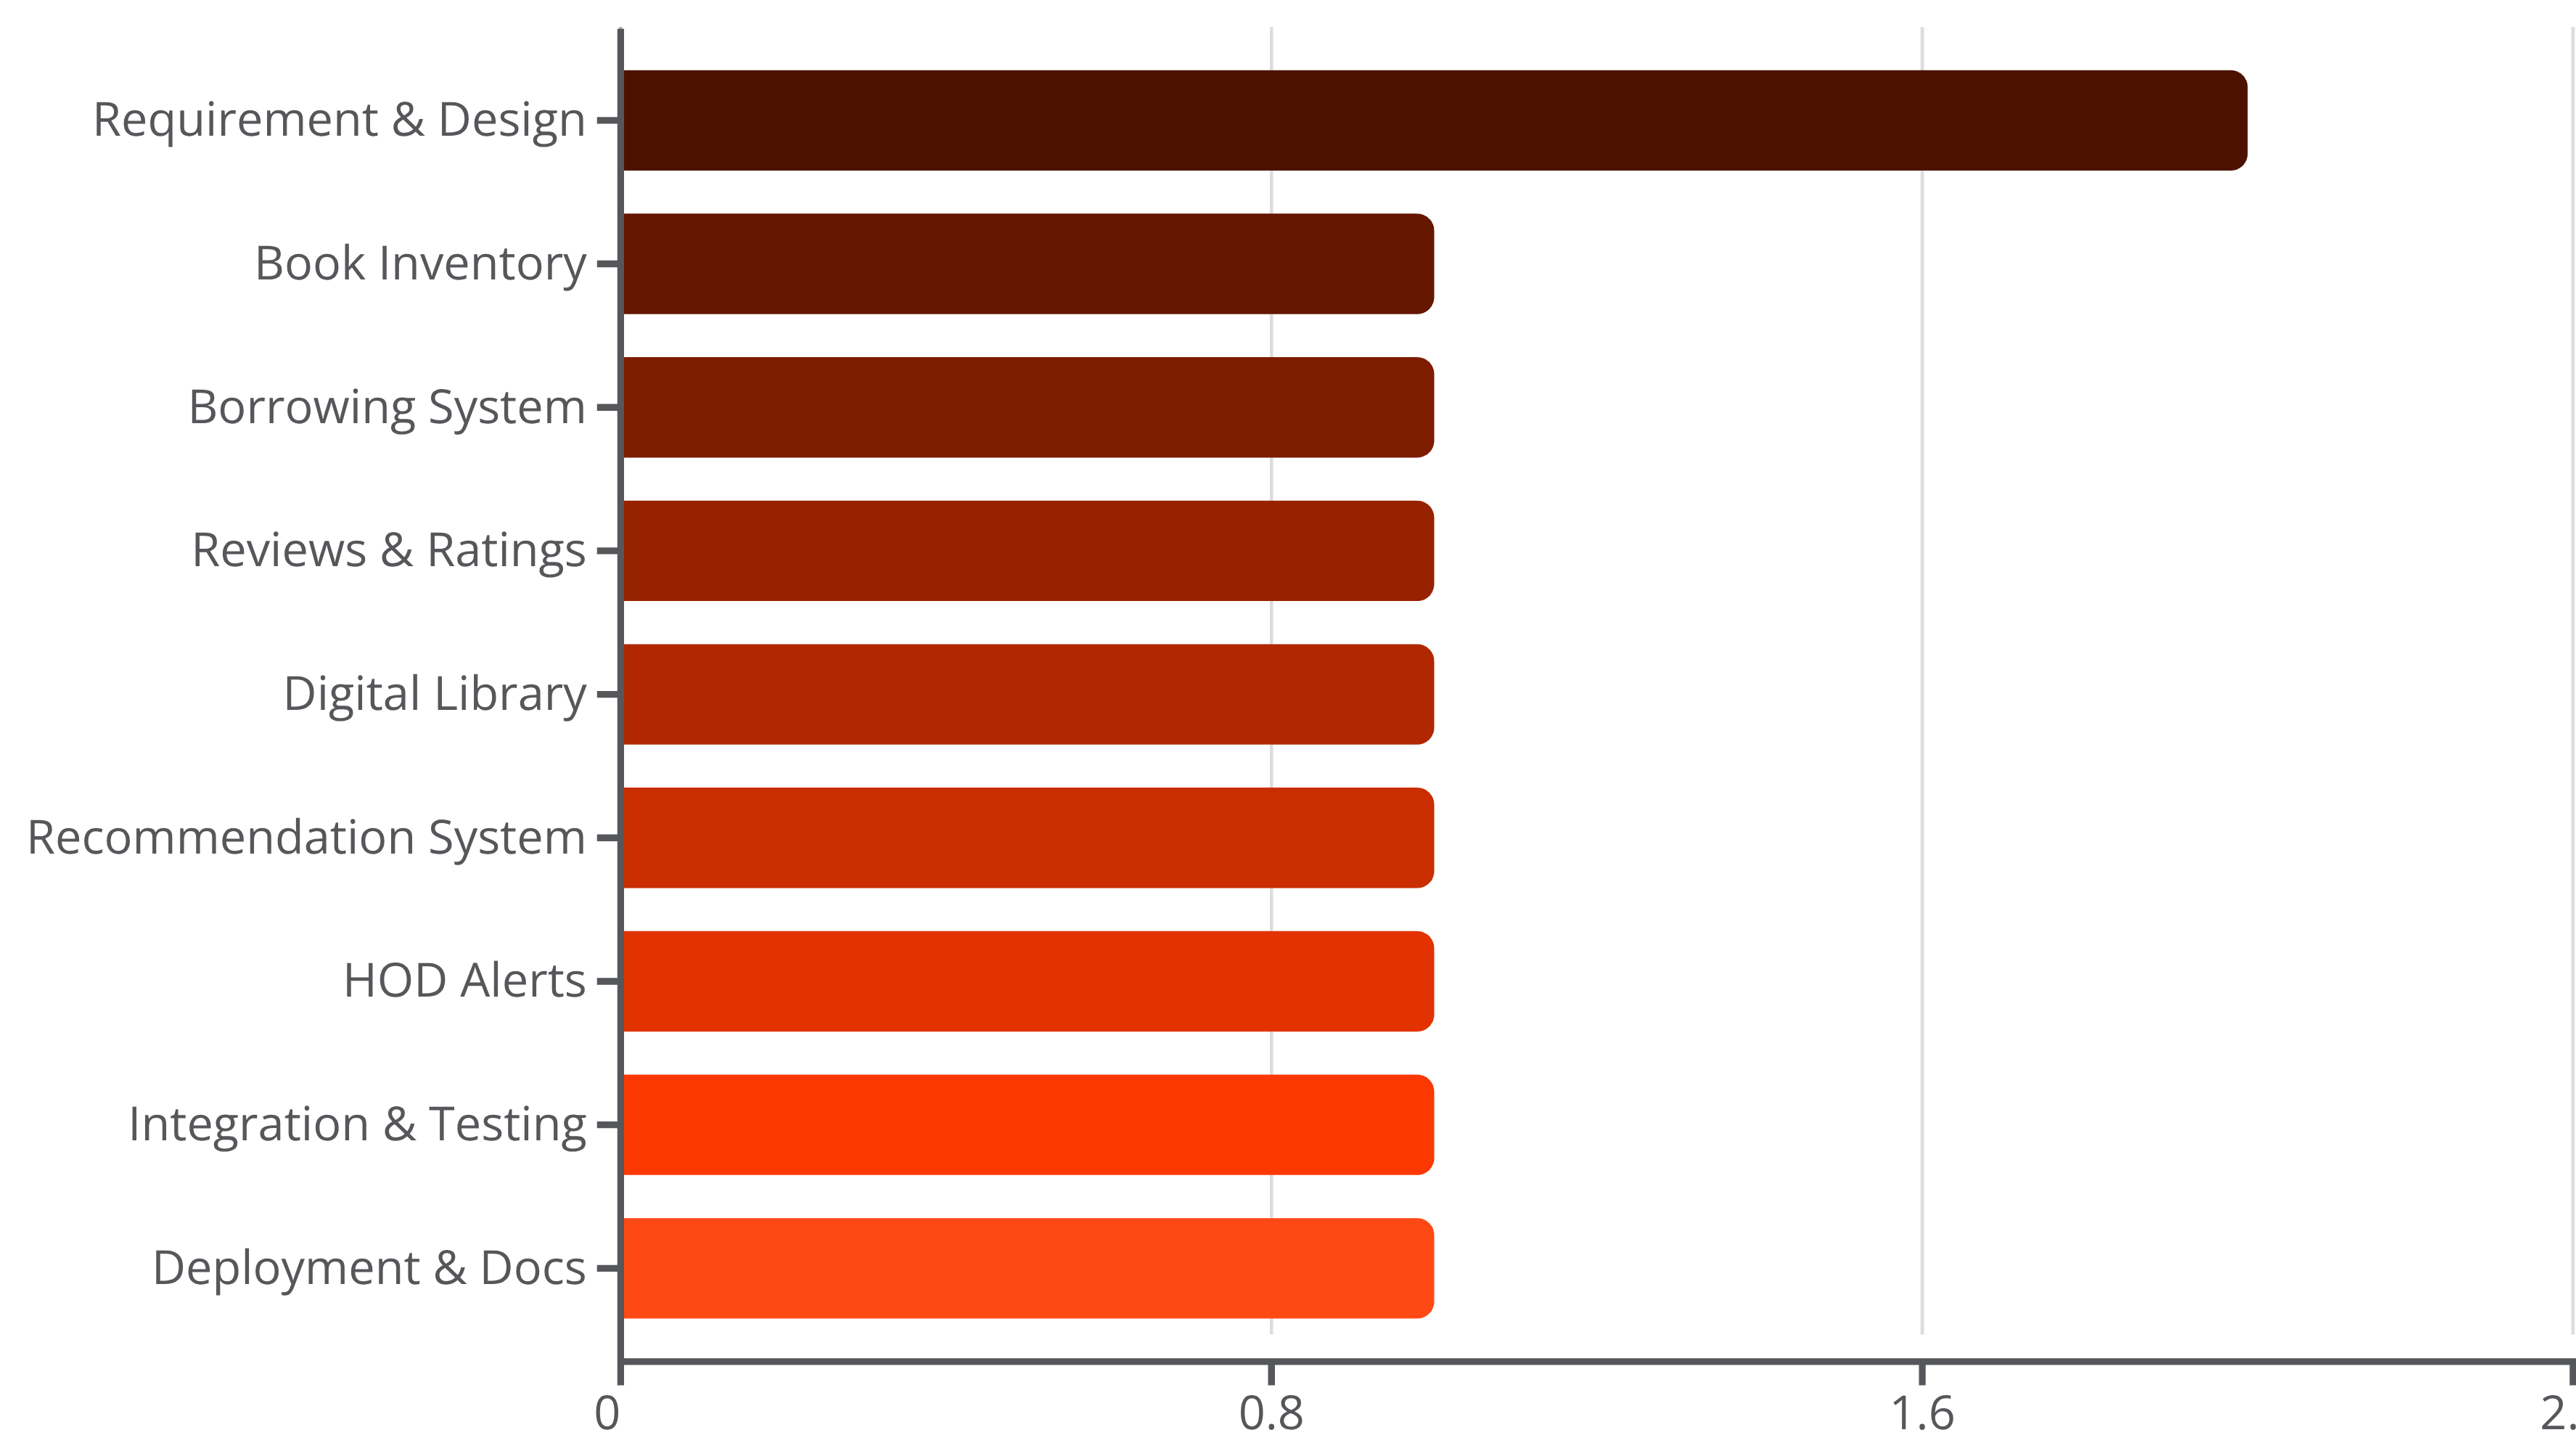 Requirement & Design
Book Inventory
Borrowing System
Reviews & Ratings
Digital Library
Recommendation System
HOD Alerts
Integration & Testing
Deployment & Docs
0 0.8 1.6 2.